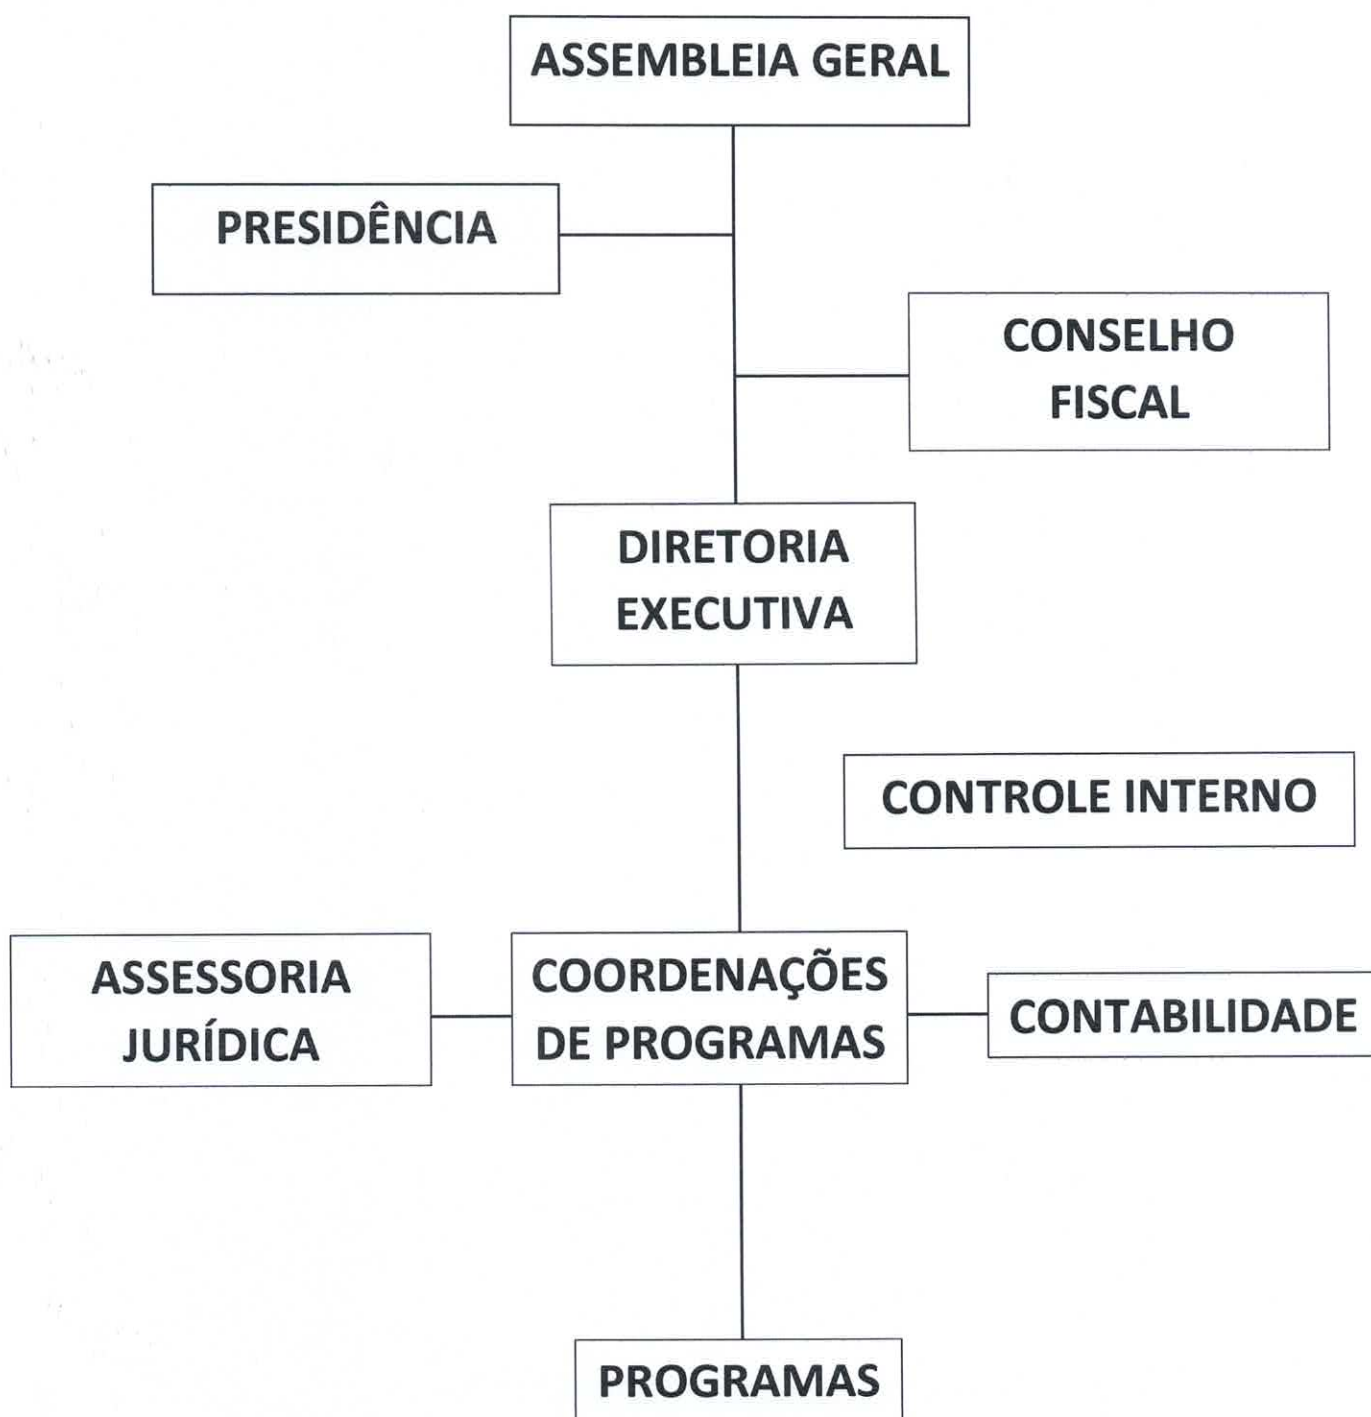 ASSEMBLEIA GERAL
PRESIDÊNCIA
CONSELHO
FISCAL
DIRETORIA
EXECUTIVA
CONTROLE INTERNO
ASSESSORIA
JURÍDICA
COORDENAÇÕES
DE PROGRAMAS
CONTABILIDADE
PROGRAMAS